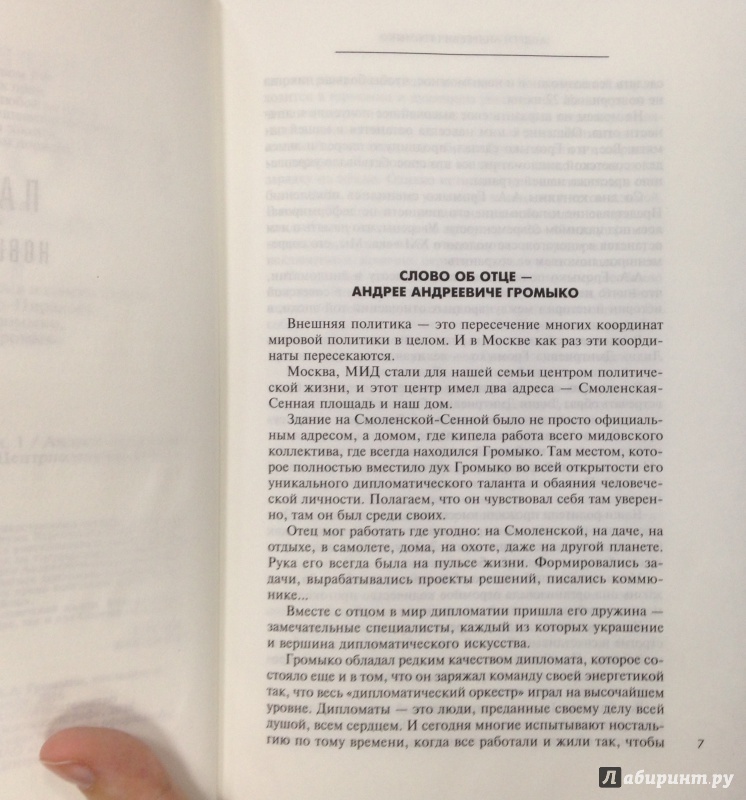 СЛОВО ОБ ОТЦЕ —
АНДРЕЕ АНДРЕЕВИЧЕ ГРОМЫКО
Внешняя политика — это пересечение многих координат
мировой политики в целом. И в Москве как раз эти коорди-
наты пересекаются.
Москва, МИД стали для нашей семьи центром политиче-
ской жизни, и этот центр имел два адреса — Смоленская-
Сенная площадь и наш дом.
Здание на Смоленской-Сенной было не просто официаль-
ным адресом, а домом, где кипела работа всего мидовского
коллектива, где всегда находился Громыко. Там местом, кото-
рое полностью вместило дух Громыко во всей открытости его
уникального дипломатического таланта и обаяния человече-
ской личности. Полагаем, что он чувствовал себя там уверен-
но, там он был среди своих.
Отец мог работать где угодно: на Смоленской, на даче, на
отдыхе, в самолете, дома, на охоте, даже на другой планете.
Рука его всегда была на пульсе жизни. Формировались за-
дачи, вырабатывались проекты решений, писались коммю-
нике...
Вместе с отцом в мир дипломатии пришла его дружина —
замечательные специалисты, каждый из которых украшение
и вершина дипломатического искусства.
Громыко обладал редким качеством дипломата, которое со-
стояло еще и в том, что он заряжал команду своей энергетикой
так, что весь «дипломатический оркестр» играл на высочайшем
уровне. Дипломаты — это люди, преданные своему делу всей
душой, всем сердцем. И сегодня многие испытывают носталь-
гию по тому времени, когда все работали и жили так, чтобы
7
Лабиринт.ру